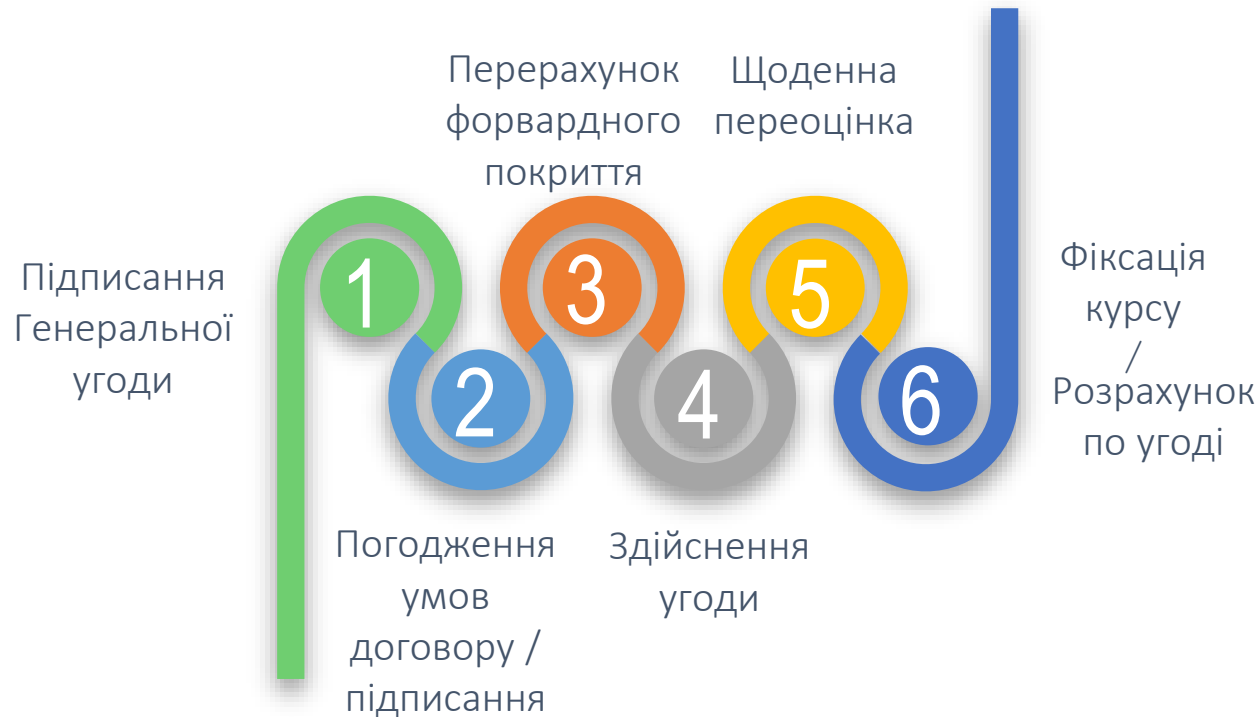 Підписання
Генеральної
угоди
1
Погодження
умов
договору /
підписання
2
Перерахунок
форвардного
покриття
3
Здійснення
угоди
4
Щоденна
переоцінка
5
Фіксація
курсу
/
Розрахунок
по угоді
6